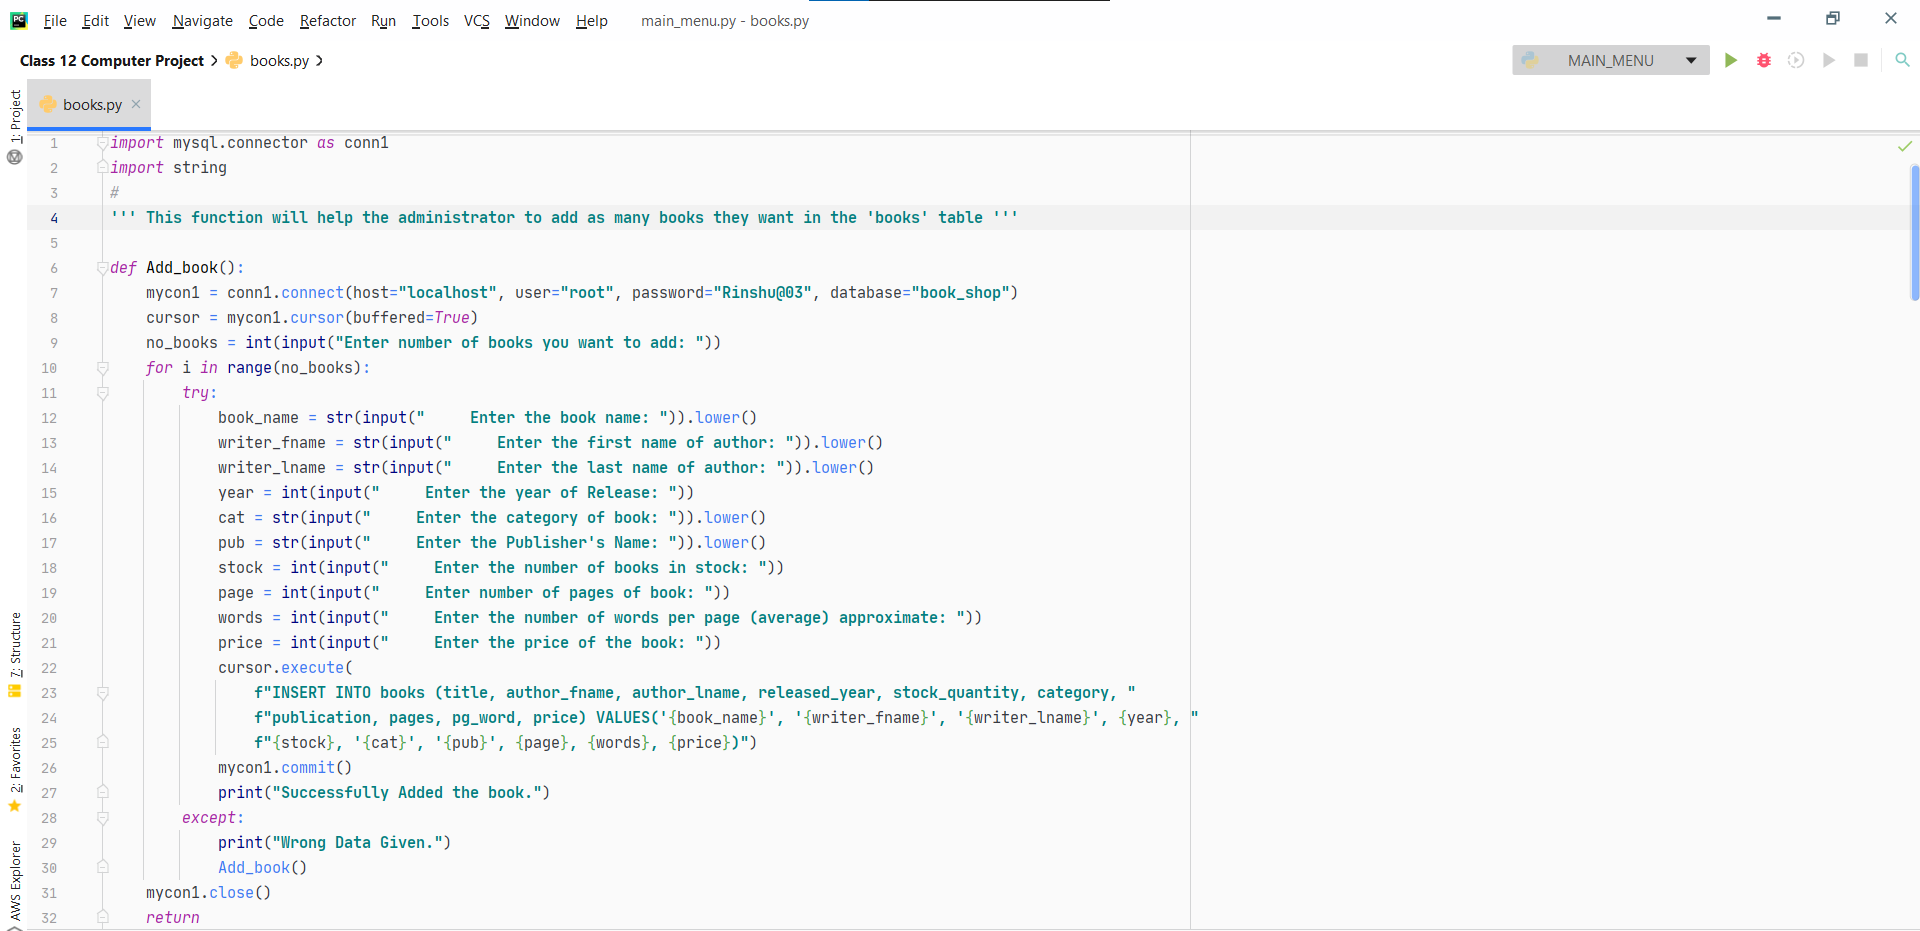 File Edit View Navigate Code Refactor Run Tools VCS Window Help main_menu.py - books.py
Class 12 Computer Project books.py MAIN_MENU
books.py
1: Project
7: Structure
2: Favorites
AWS Explorer
1 import mysql.connector as conn1
2 import string
3 #
4 ''' This function will help the administrator to add as many books they want in the 'books' table '''
5
6 def Add_book():
7     mycon1 = conn1.connect(host="localhost", user="root", password="Rinshu@03", database="book_shop")
8     cursor = mycon1.cursor(buffered=True)
9     no_books = int(input("Enter number of books you want to add: "))
10     for i in range(no_books):
11         try:
12             book_name = str(input("     Enter the book name: ")).lower()
13             writer_fname = str(input("     Enter the first name of author: ")).lower()
14             writer_lname = str(input("     Enter the last name of author: ")).lower()
15             year = int(input("     Enter the year of Release: "))
16             cat = str(input("     Enter the category of book: ")).lower()
17             pub = str(input("     Enter the Publisher's Name: ")).lower()
18             stock = int(input("     Enter the number of books in stock: "))
19             page = int(input("     Enter number of pages of book: "))
20             words = int(input("     Enter the number of words per page (average) approximate: "))
21             price = int(input("     Enter the price of the book: "))
22             cursor.execute(
23                 f"INSERT INTO books (title, author_fname, author_lname, released_year, stock_quantity, category, "
24                 f"publication, pages, pg_word, price) VALUES('{book_name}', '{writer_fname}', '{writer_lname}', {year}, "
25                 f"{stock}, '{cat}', '{pub}', {page}, {words}, {price})")
26             mycon1.commit()
27             print("Successfully Added the book.")
28         except:
29             print("Wrong Data Given.")
30             Add_book()
31     mycon1.close()
32     return